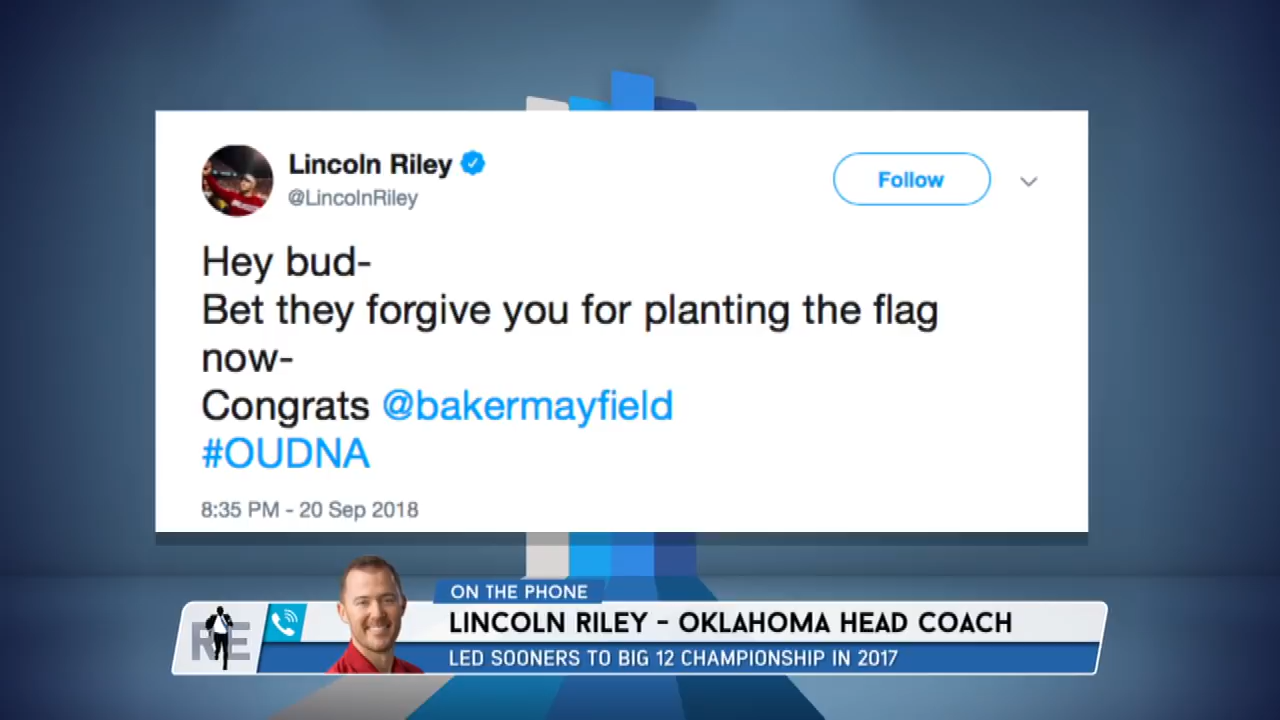 Lincoln Riley
@LincolnRiley
Follow
Hey bud-
Bet they forgive you for planting the flag
now-
Congrats @bakermayfield
#OUDNA
8:35 PM - 20 Sep 2018
ON THE PHONE
RE
LINCOLN RILEY - OKLAHOMA HEAD COACH
LED SOONERS TO BIG 12 CHAMPIONSHIP IN 2017